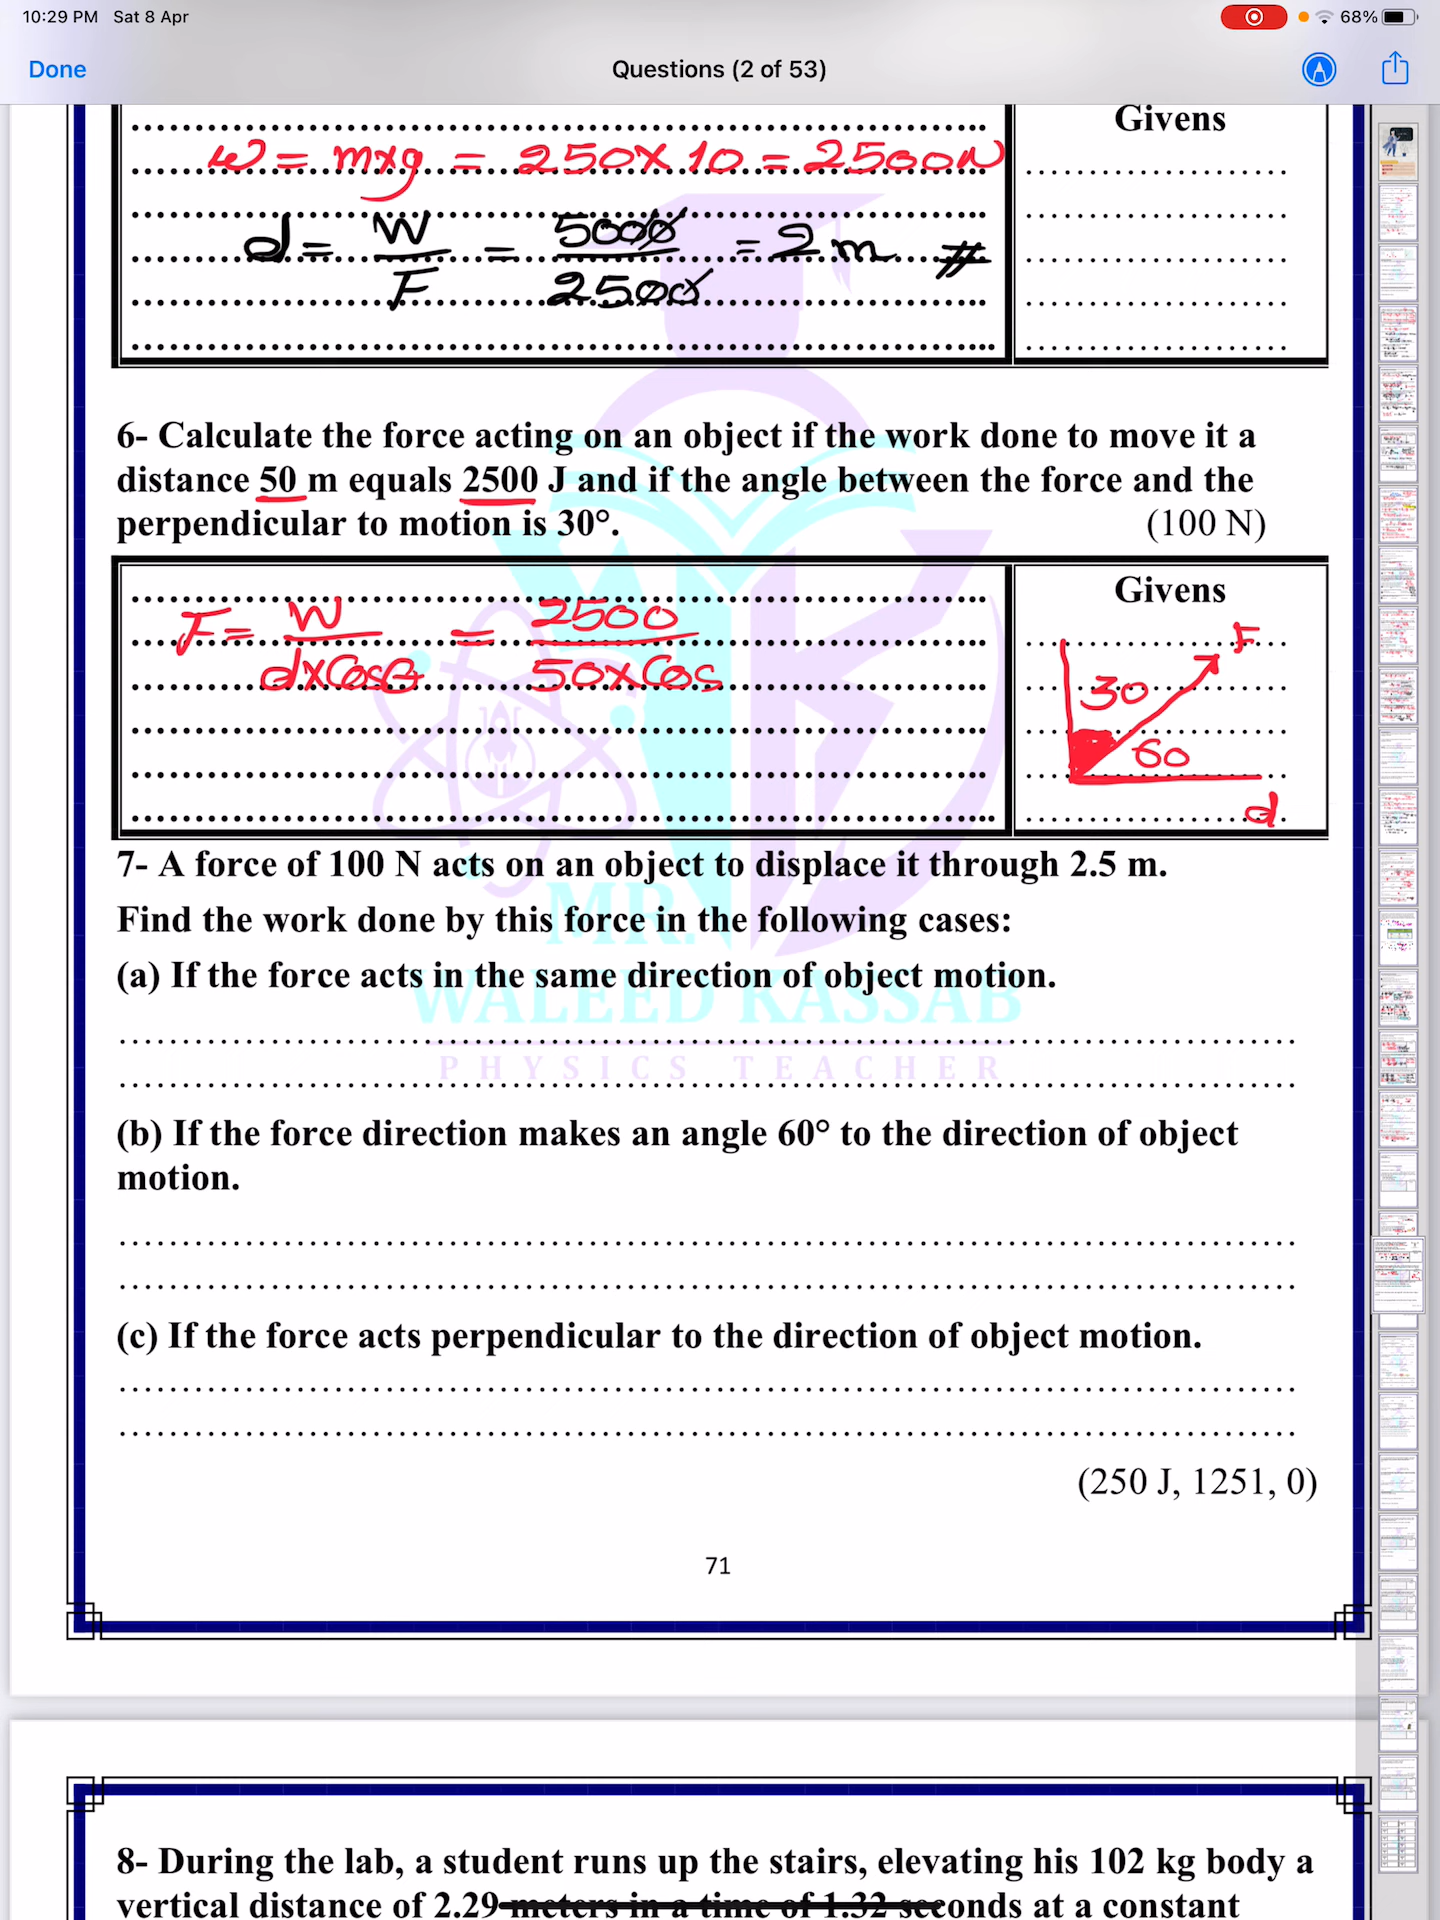 10:29 PM Sat 8 Apr
68%
Done
Questions (2 of 53)
Givens
W = m×g = 250×10 = 2500N
d = W/F = 5000/2500 = 2 m #
6- Calculate the force acting on an object if the work done to move it a
distance 50 m equals 2500 J and if the angle between the force and the
perpendicular to motion is 30°.
(100 N)
Givens
F = W/d×Cosθ = 2500/50×Cos
F
30
60
d
7- A force of 100 N acts on an object to displace it through 2.5 m.
Find the work done by this force in the following cases:
MR.
(a) If the force acts in the same direction of object motion.
WALEED KASSAB
PHYSICS TEACHER
(b) If the force direction makes an angle 60° to the direction of object
motion.
(c) If the force acts perpendicular to the direction of object motion.
(250 J, 1251, 0)
71
8- During the lab, a student runs up the stairs, elevating his 102 kg body a
vertical distance of 2.29 meters in a time of 1.32 seconds at a constant